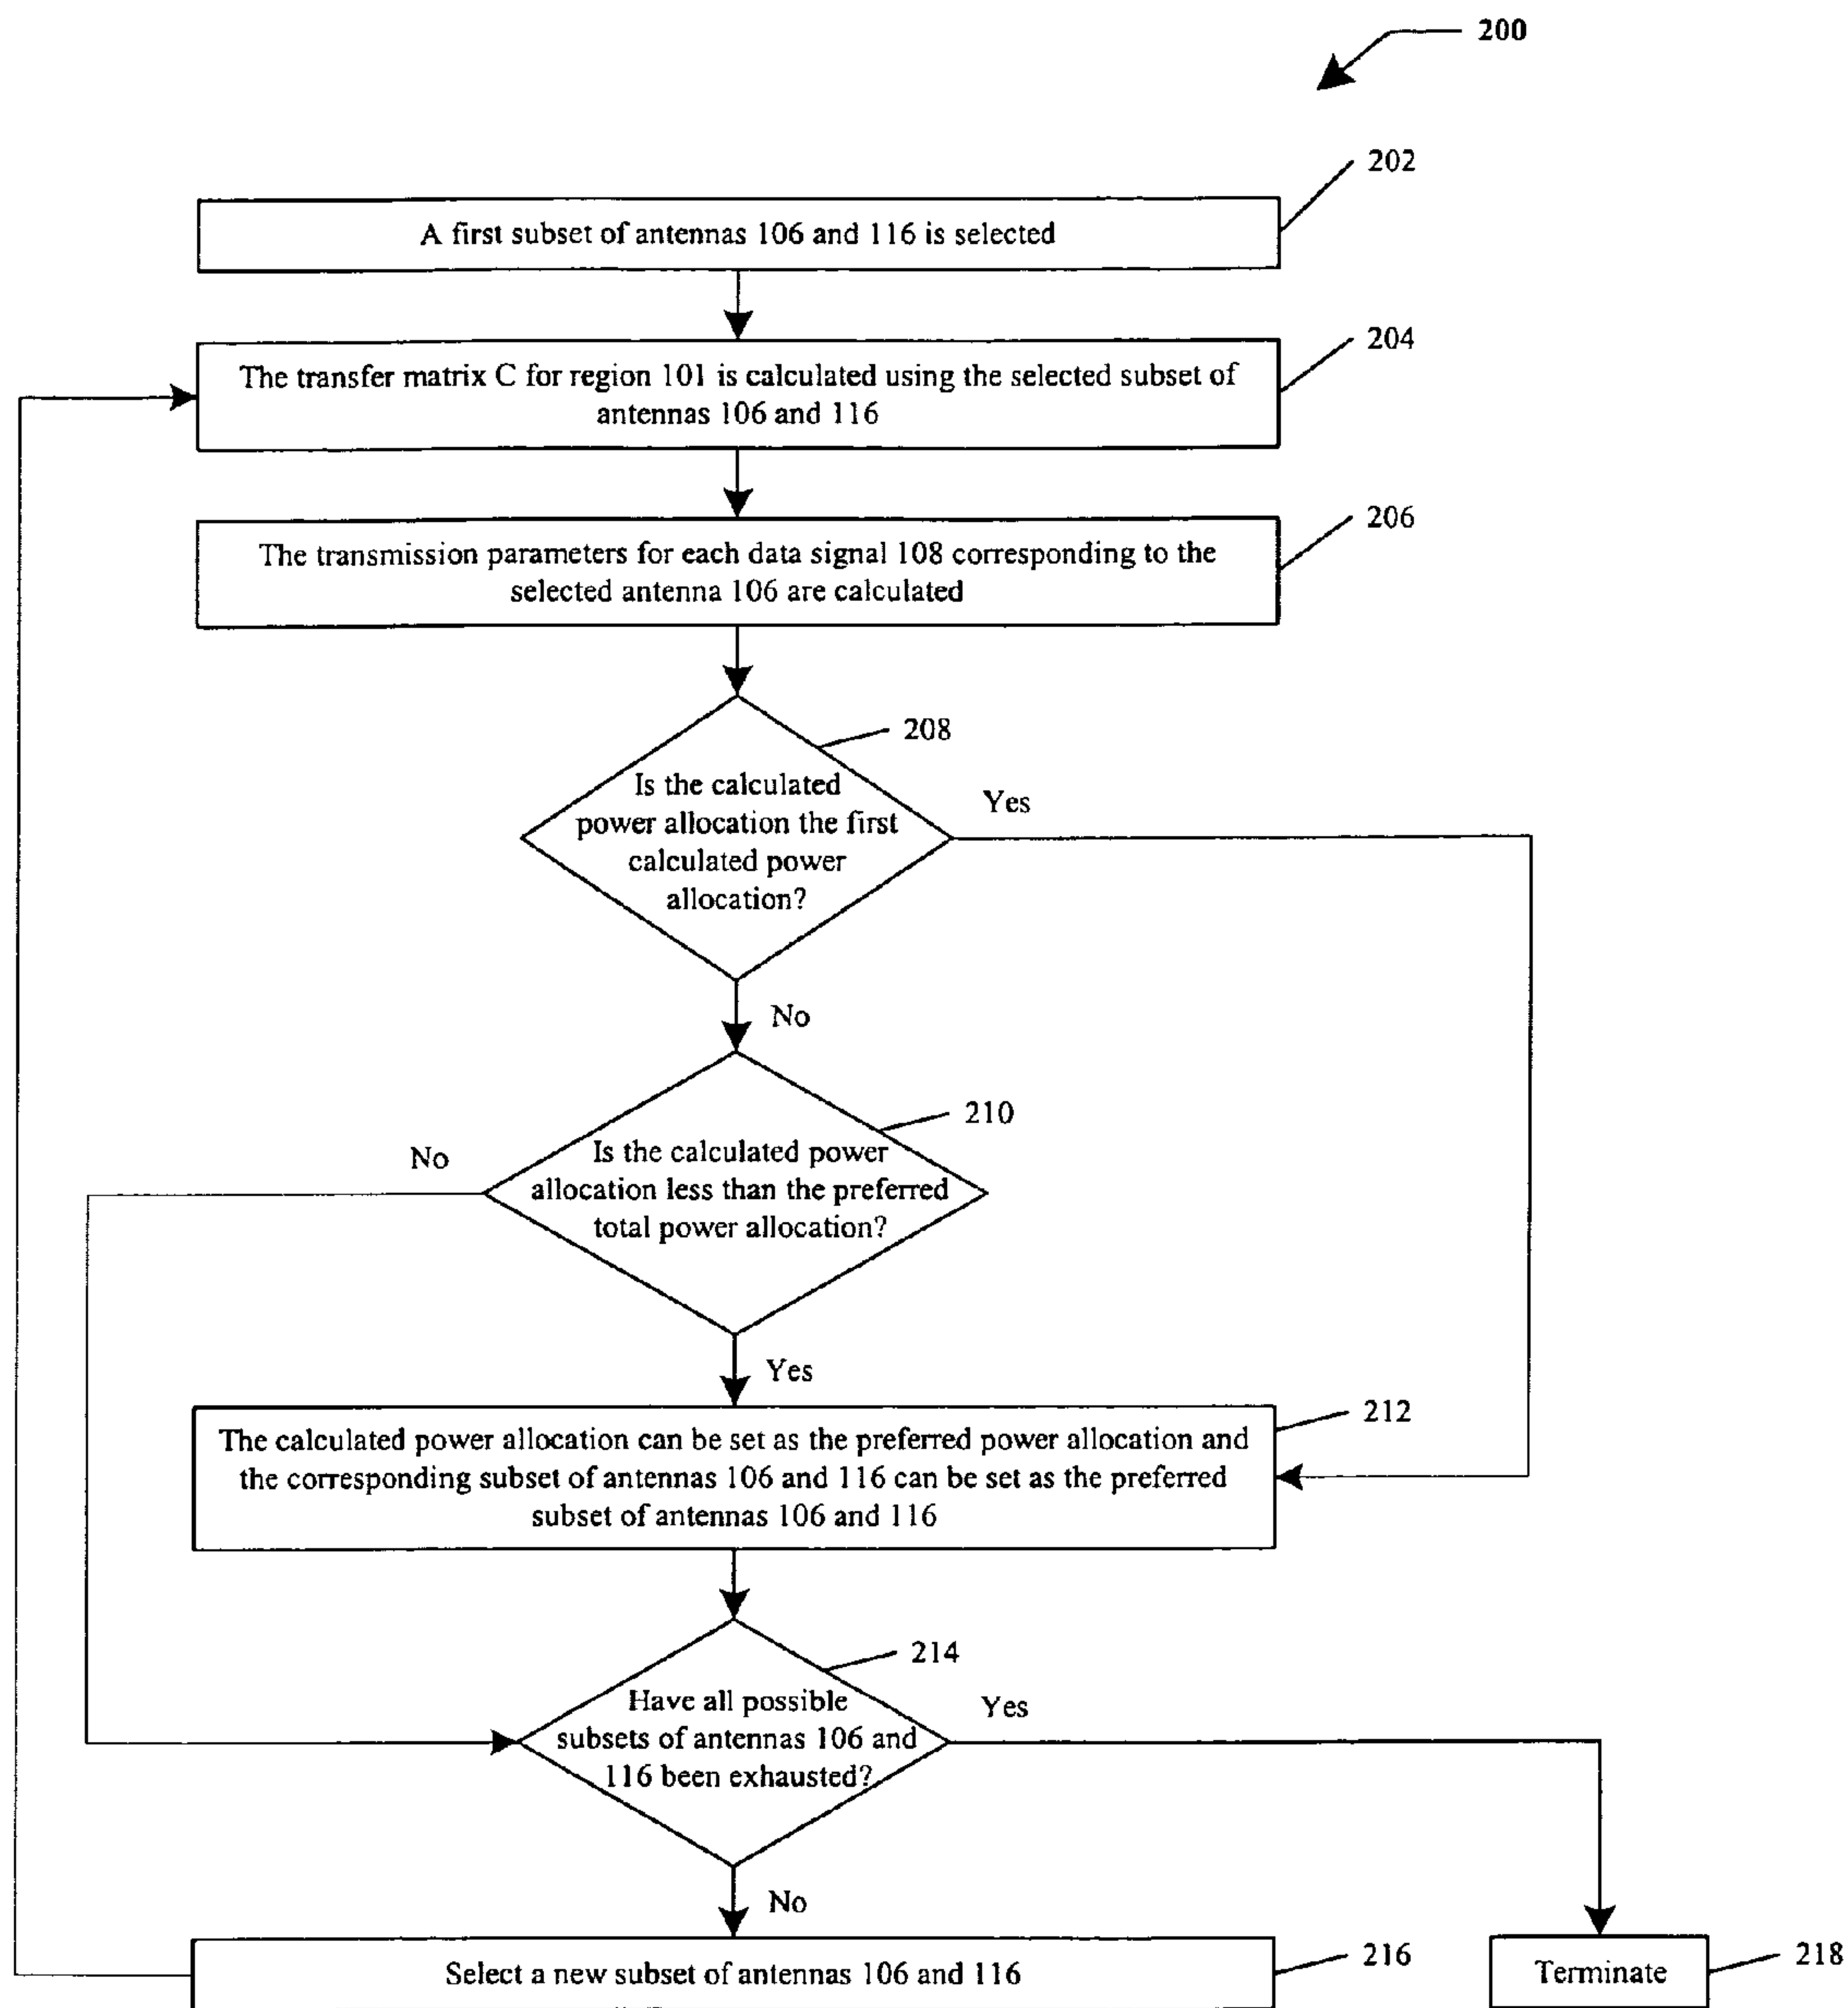 200
202
A first subset of antennas 106 and 116 is selected
204
The transfer matrix C for region 101 is calculated using the selected subset of
antennas 106 and 116
206
The transmission parameters for each data signal 108 corresponding to the
selected antenna 106 are calculated
208
Is the calculated
power allocation the first
calculated power
allocation?
Yes
No
210
Is the calculated power
allocation less than the preferred
total power allocation?
No
Yes
212
The calculated power allocation can be set as the preferred power allocation and
the corresponding subset of antennas 106 and 116 can be set as the preferred
subset of antennas 106 and 116
214
Have all possible
subsets of antennas 106 and
116 been exhausted?
Yes
No
216
Select a new subset of antennas 106 and 116
Terminate
218